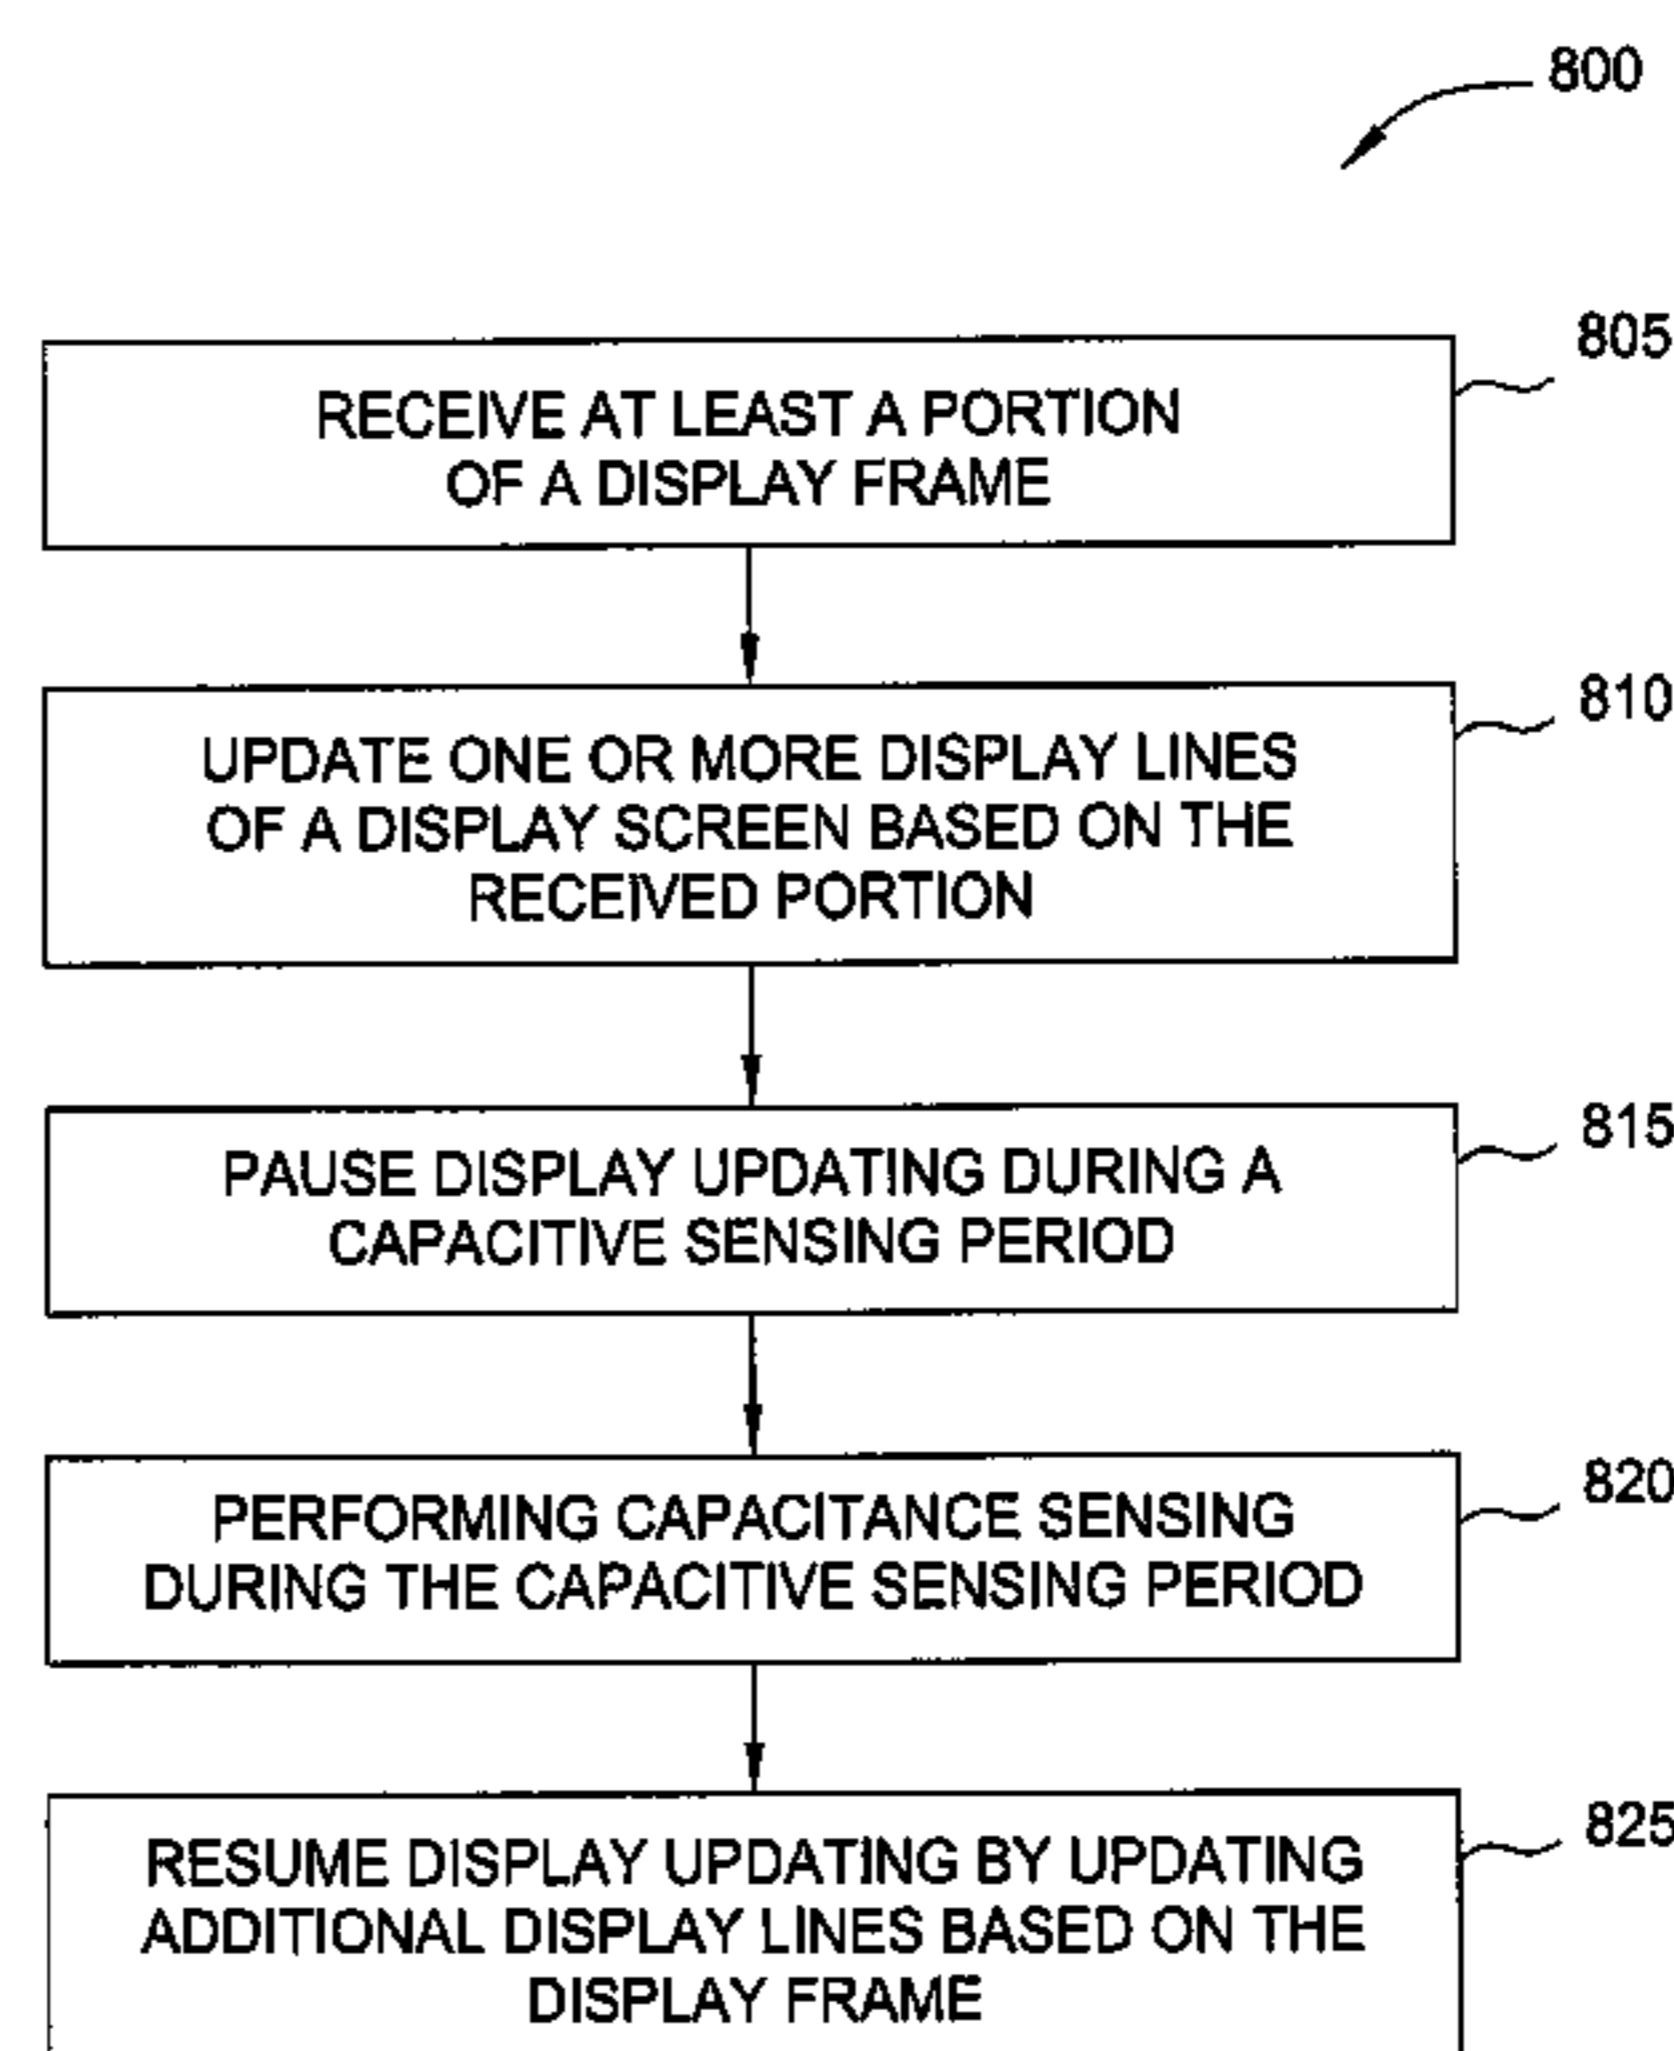 800
805
RECEIVE AT LEAST A PORTION
OF A DISPLAY FRAME
810
UPDATE ONE OR MORE DISPLAY LINES
OF A DISPLAY SCREEN BASED ON THE
RECEIVED PORTION
815
PAUSE DISPLAY UPDATING DURING A
CAPACITIVE SENSING PERIOD
820
PERFORMING CAPACITANCE SENSING
DURING THE CAPACITIVE SENSING PERIOD
825
RESUME DISPLAY UPDATING BY UPDATING
ADDITIONAL DISPLAY LINES BASED ON THE
DISPLAY FRAME